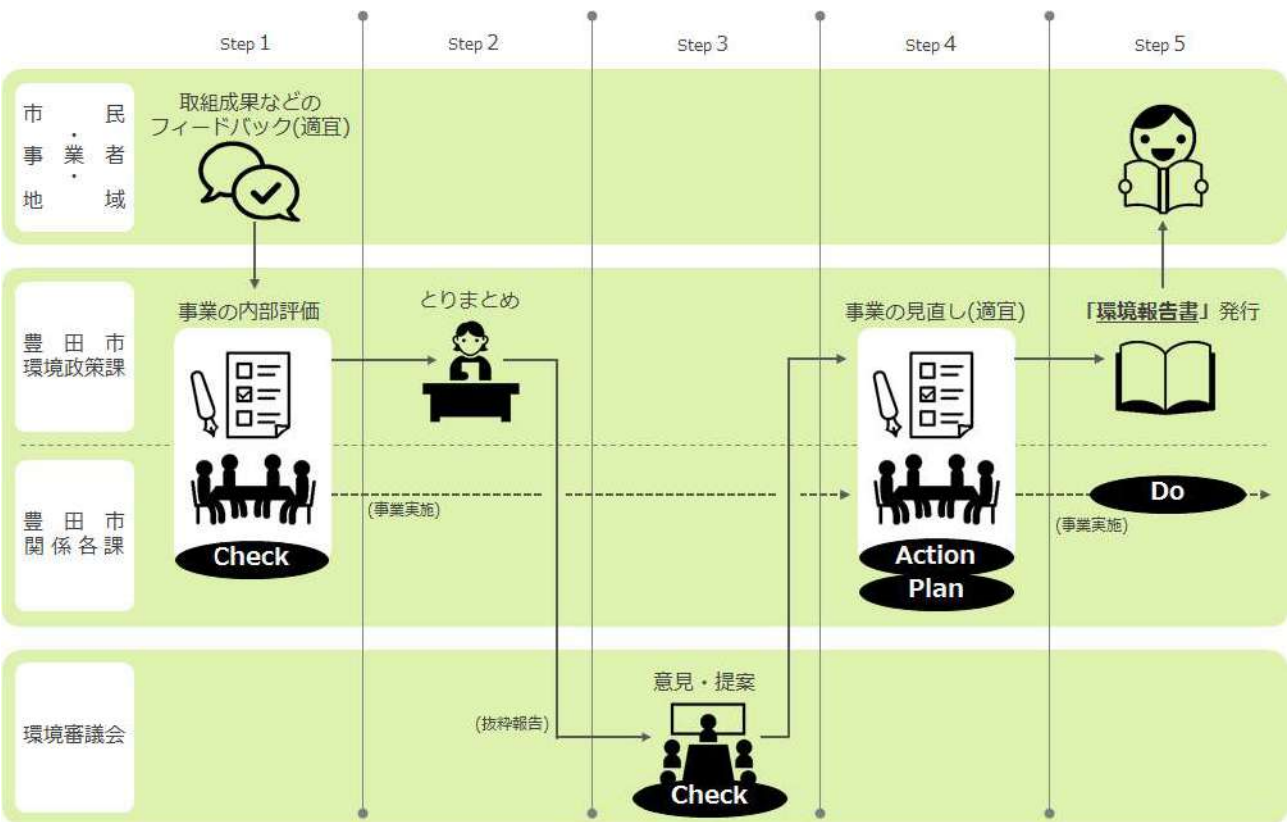 Step 1
Step 2
Step 3
Step 4
Step 5
市民
・
事業者
・
地域
取組成果などの
フィードバック(適宜)
豊田市
環境政策課
事業の内部評価
とりまとめ
事業の見直し(適宜)
「環境報告書」発行
豊田市
関係各課
Check
(事業実施)
Action
Plan
(事業実施)
Do
環境審議会
(抜粋報告)
意見・提案
Check